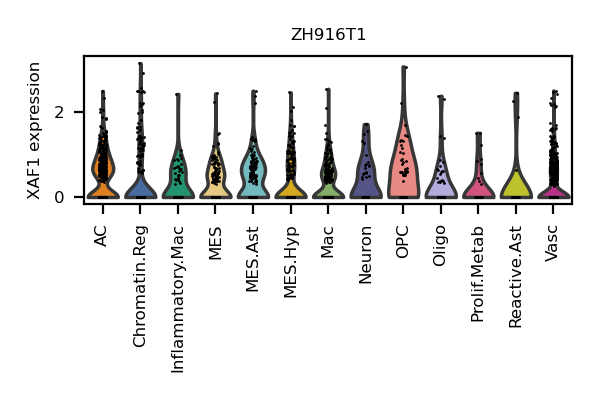 ZH916T1
XAF1 expression
2
0
AC
Chromatin.Reg
Inflammatory.Mac
MES
MES.Ast
MES.Hyp
Mac
Neuron
OPC
Oligo
Prolif.Metab
Reactive.Ast
Vasc